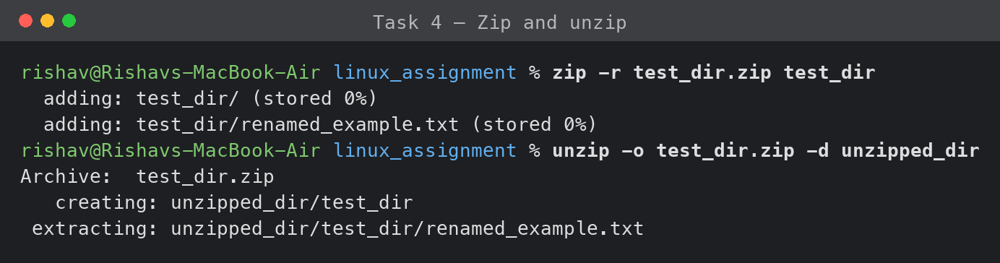 Task 4 — Zip and unzip
rishav@Rishavs-MacBook-Air linux_assignment % zip -r test_dir.zip test_dir
  adding: test_dir/ (stored 0%)
  adding: test_dir/renamed_example.txt (stored 0%)
rishav@Rishavs-MacBook-Air linux_assignment % unzip -o test_dir.zip -d unzipped_dir
Archive:  test_dir.zip
   creating: unzipped_dir/test_dir
 extracting: unzipped_dir/test_dir/renamed_example.txt